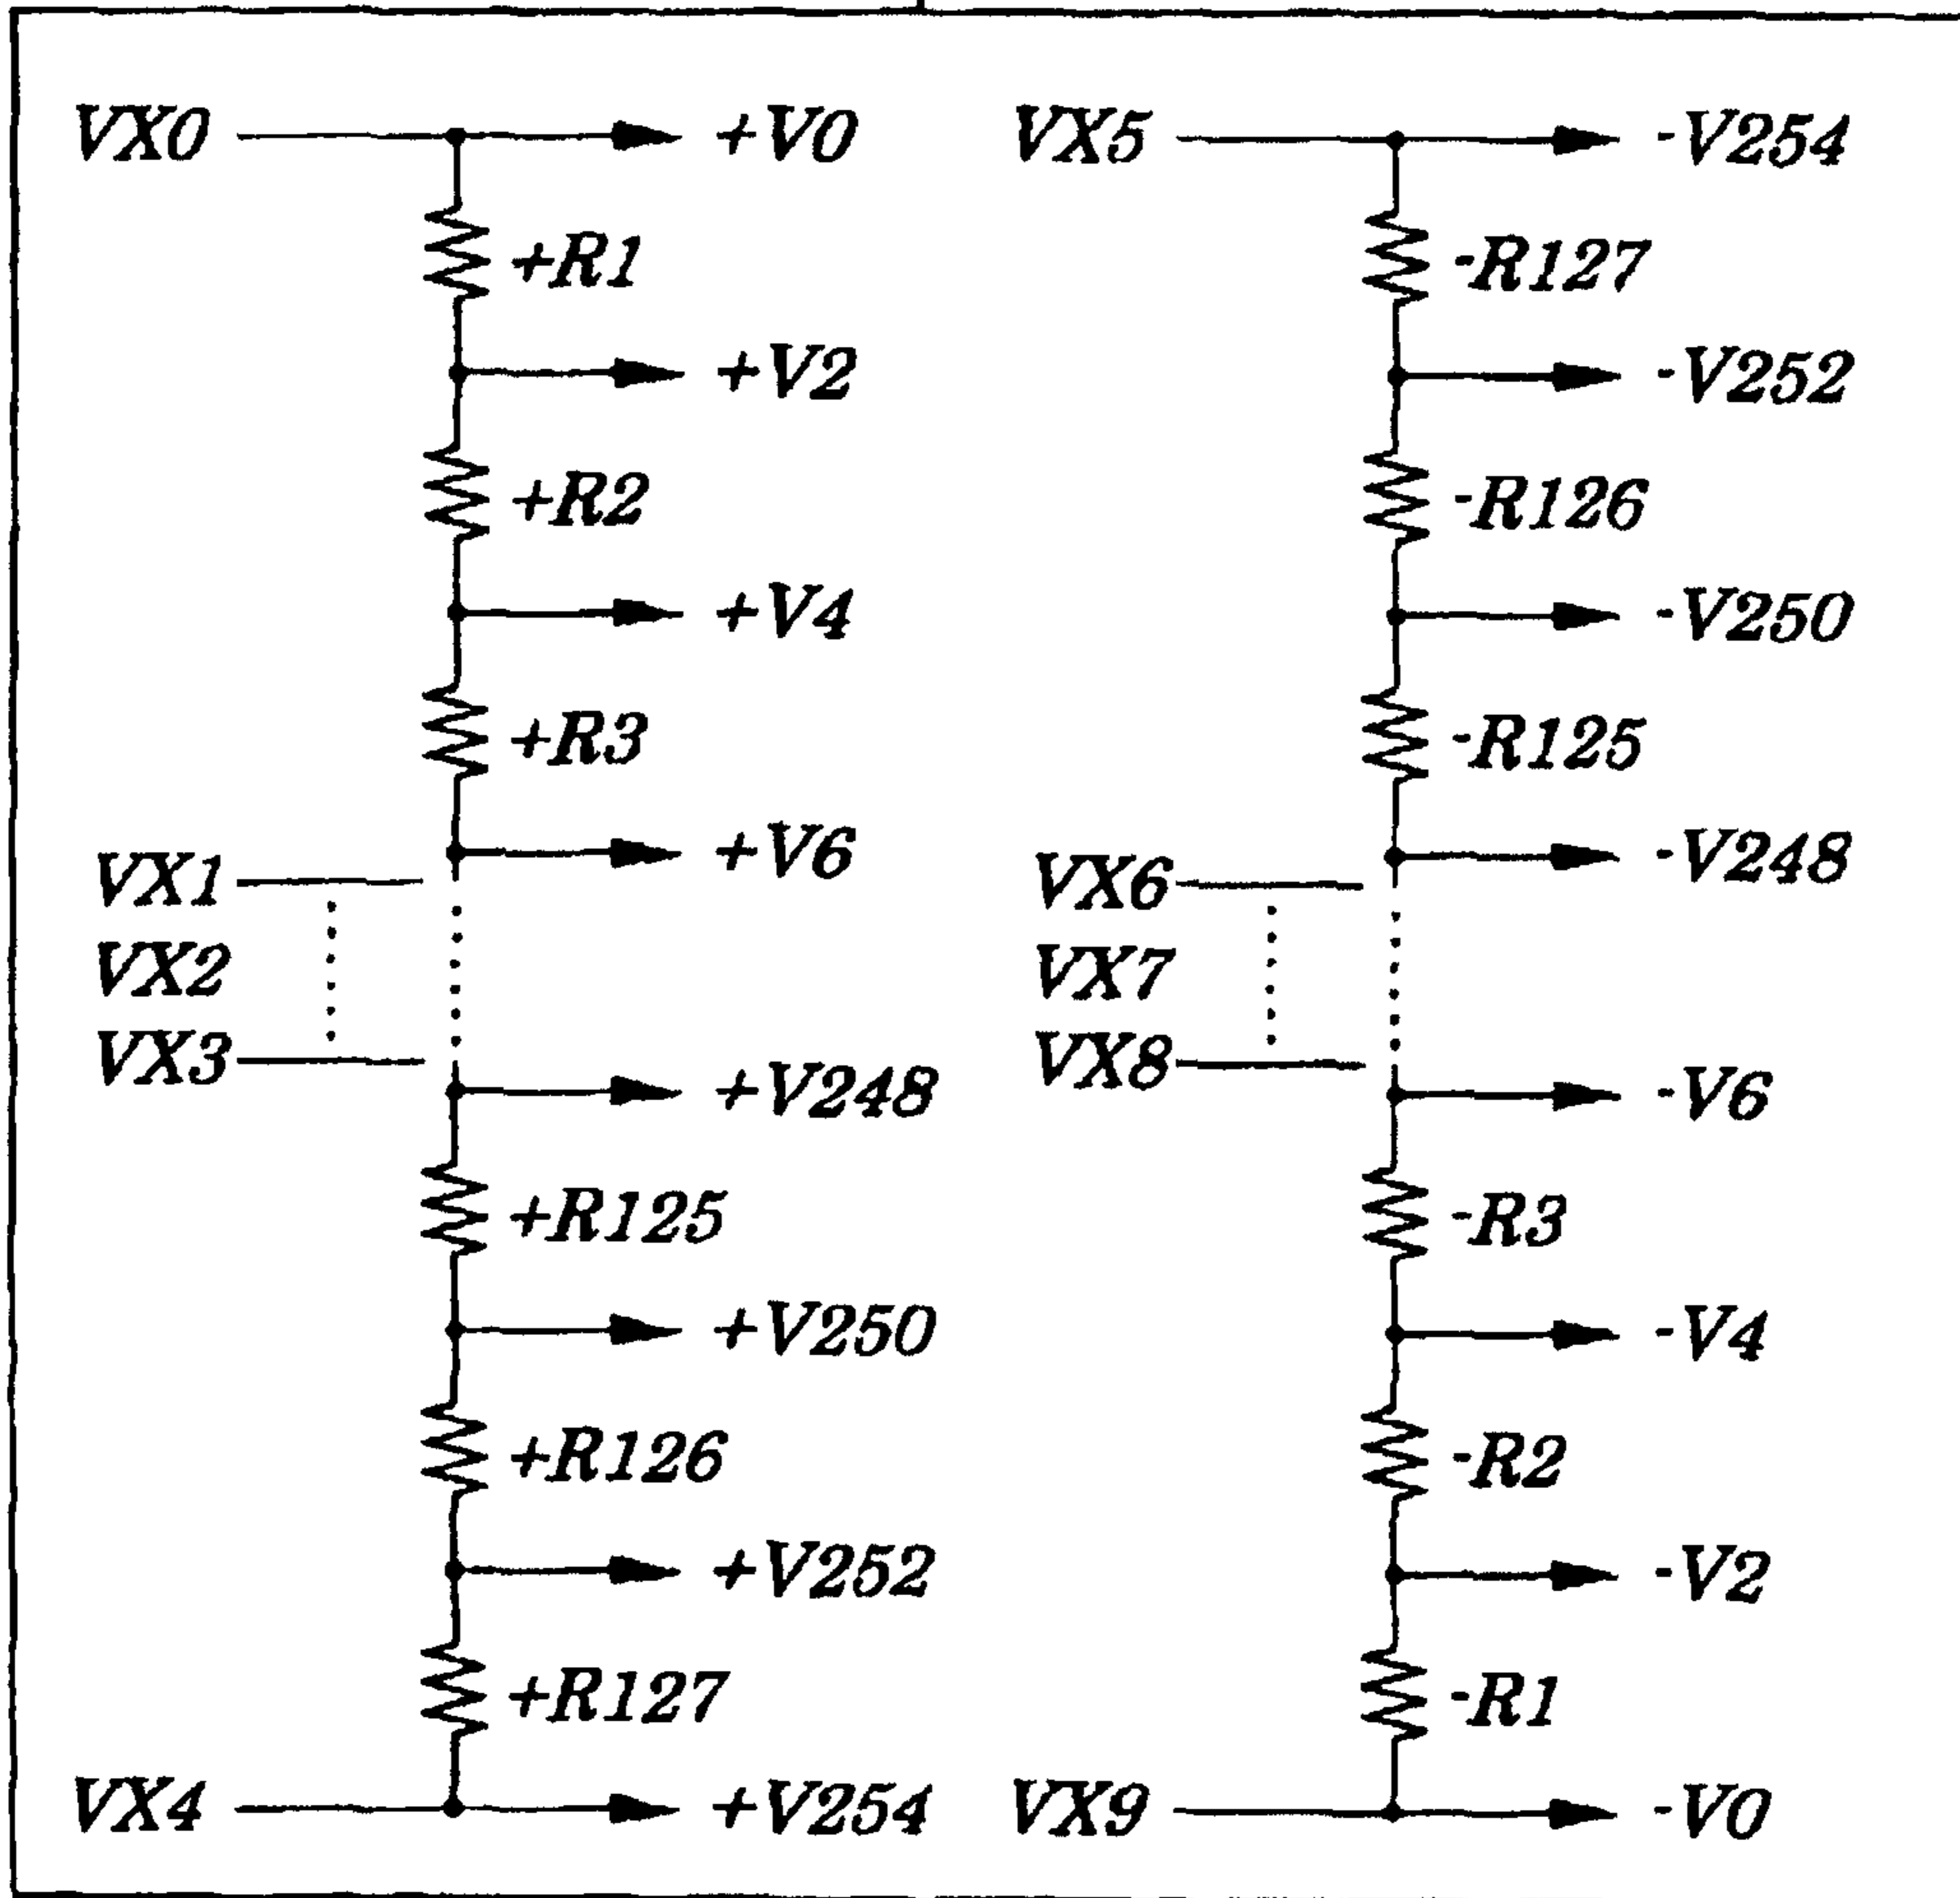 VX0 +V0
+R1
+V2
+R2
+V4
+R3
+V6
VX1
VX2
VX3
+V248
+R125
+V250
+R126
+V252
+R127
VX4 +V254
VX5 -V254
-R127
-V252
-R126
-V250
-R125
-V248
VX6
VX7
VX8
-V6
-R3
-V4
-R2
-V2
-R1
VX9 -V0